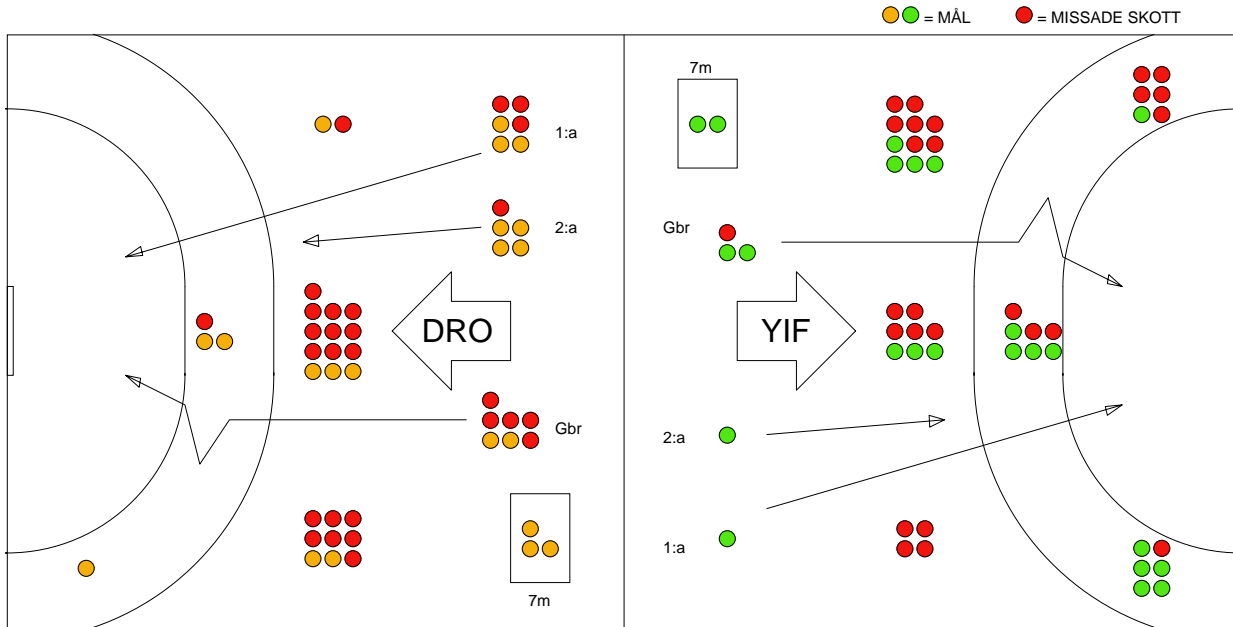 = MÅL
= MISSADE SKOTT
7m
1:a
Gbr
2:a
DRO
YIF
Gbr
2:a
1:a
7m